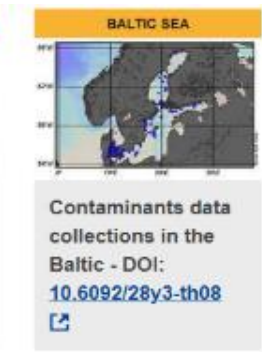 BALTIC SEA
Contaminants data
collections in the
Baltic - DOI:
10.6092/28y3-th08